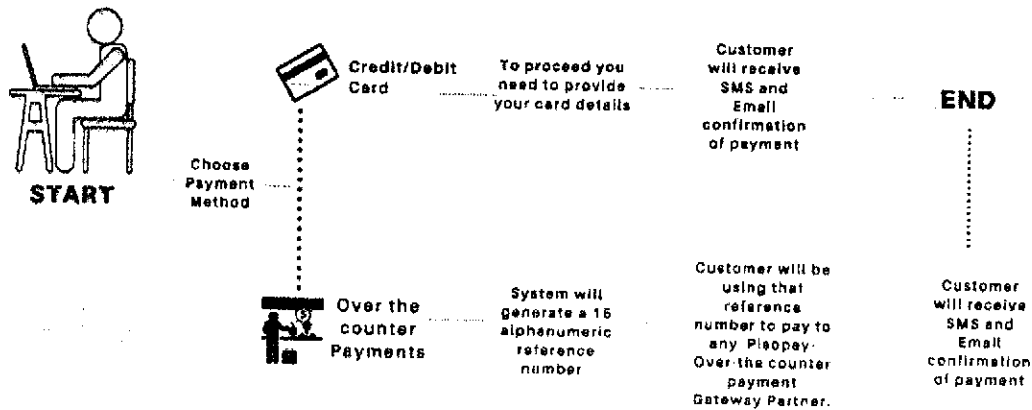 START
Choose
Payment
Method
Credit/Debit
Card
To proceed you
need to provide
your card details
Customer
will receive
SMS and
Email
confirmation
of payment
END
Over the
counter
Payments
System will
generate a 16
alphanumeric
reference
number
Customer will be
using that
reference
number to pay to
any
Over-the counter
payment
Gateway Partner.
Customer
will receive
SMS and
Email
confirmation
of payment